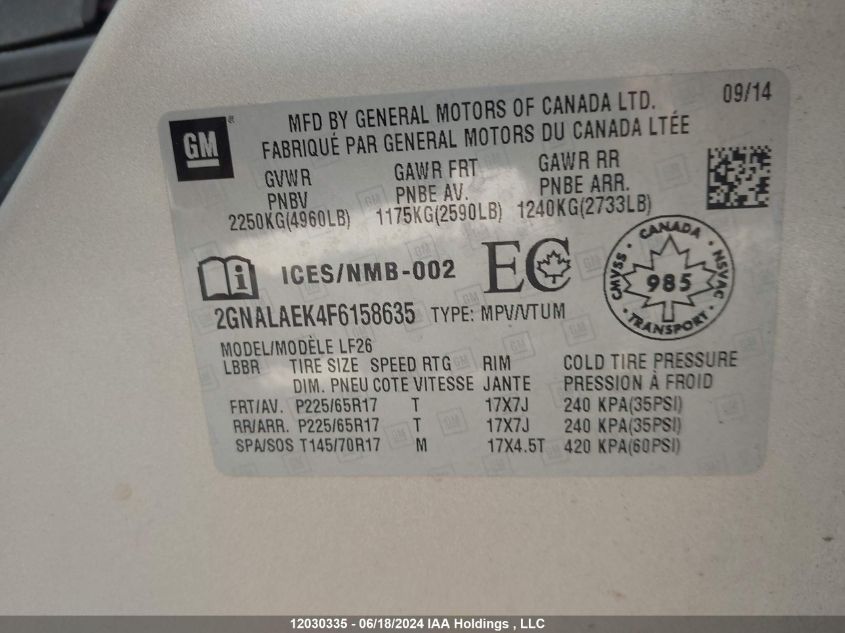 MFD BY GENERAL MOTORS OF CANADA LTD. 09/14
GM ®
FABRIQUÉ PAR GENERAL MOTORS DU CANADA LTÉE
GVWR GAWR FRT GAWR RR
PNBV PNBE AV. PNBE ARR.
2250KG(4960LB) 1175KG(2590LB) 1240KG(2733LB)
i ICES/NMB-002 EC
CANADA CMVSS NSVAC 985 TRANSPORT
2GNALAEK4F6158635 TYPE: MPV/VTUM
MODEL/MODÈLE LF26
LBBR TIRE SIZE SPEED RTG RIM COLD TIRE PRESSURE
DIM. PNEU COTE VITESSE JANTE PRESSION À FROID
FRT/AV. P225/65R17 T 17X7J 240 KPA(35PSI)
RR/ARR. P225/65R17 T 17X7J 240 KPA(35PSI)
SPA/SOS T145/70R17 M 17X4.5T 420 KPA(60PSI)
12030335 - 06/18/2024 IAA Holdings , LLC